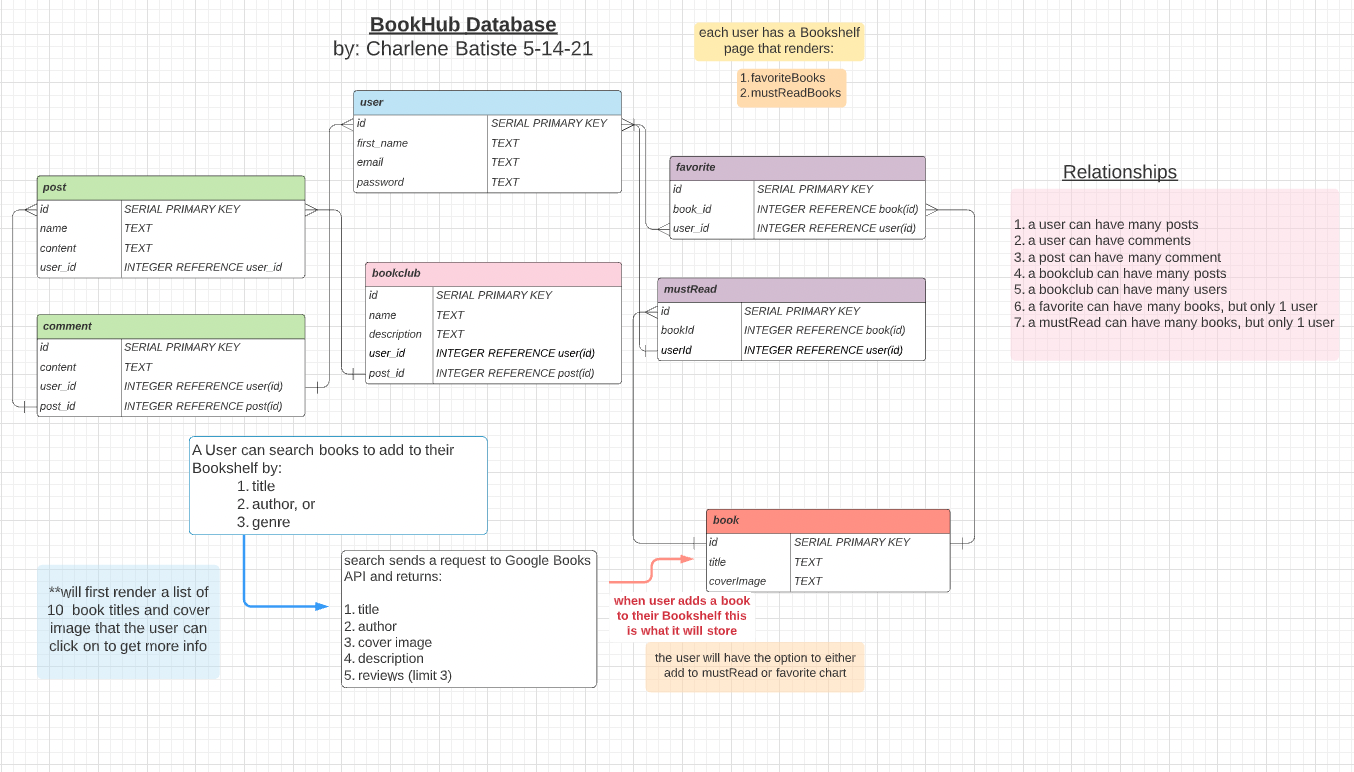 BookHub Database
by: Charlene Batiste 5-14-21
each user has a Bookshelf
page that renders:
1. favoriteBooks
2. mustReadBooks
user
id SERIAL PRIMARY KEY
first_name TEXT
email TEXT
password TEXT
post
id SERIAL PRIMARY KEY
name TEXT
content TEXT
user_id INTEGER REFERENCE user_id
favorite
id SERIAL PRIMARY KEY
book_id INTEGER REFERENCE book(id)
user_id INTEGER REFERENCE user(id)
Relationships
1. a user can have many posts
2. a user can have comments
3. a post can have many comment
4. a bookclub can have many posts
5. a bookclub can have many users
6. a favorite can have many books, but only 1 user
7. a mustRead can have many books, but only 1 user
bookclub
id SERIAL PRIMARY KEY
name TEXT
description TEXT
user_id INTEGER REFERENCE user(id)
post_id INTEGER REFERENCE post(id)
mustRead
id SERIAL PRIMARY KEY
bookId INTEGER REFERENCE book(id)
userId INTEGER REFERENCE user(id)
comment
id SERIAL PRIMARY KEY
content TEXT
user_id INTEGER REFERENCE user(id)
post_id INTEGER REFERENCE post(id)
A User can search books to add to their
Bookshelf by:
1. title
2. author, or
3. genre
book
id SERIAL PRIMARY KEY
title TEXT
coverImage TEXT
search sends a request to Google Books
API and returns:
1. title
2. author
3. cover image
4. description
5. reviews (limit 3)
**will first render a list of
10 book titles and cover
image that the user can
click on to get more info
when user adds a book
to their Bookshelf this
is what it will store
the user will have the option to either
add to mustRead or favorite chart